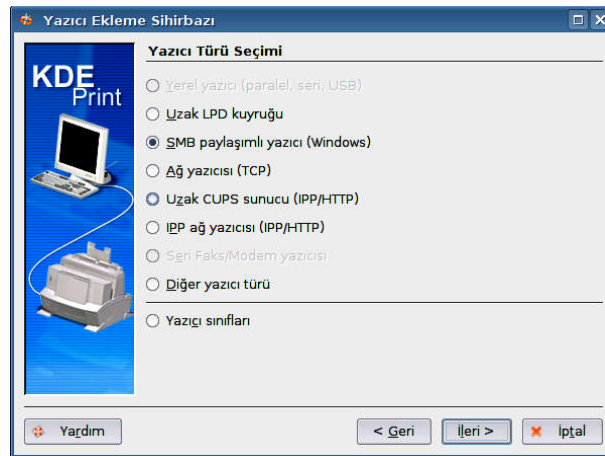 Yazıcı Ekleme Sihirbazı
KDE
Print
Yazıcı Türü Seçimi
Yerel yazıcı (paralel, seri, USB)
Uzak LPD kuyruğu
SMB paylaşımlı yazıcı (Windows)
Ağ yazıcısı (TCP)
Uzak CUPS sunucu (IPP/HTTP)
IPP ağ yazıcısı (IPP/HTTP)
Seri Faks/Modem yazıcısı
Diğer yazıcı türü
Yazıcı sınıfları
Yardım
< Geri
İleri >
İptal